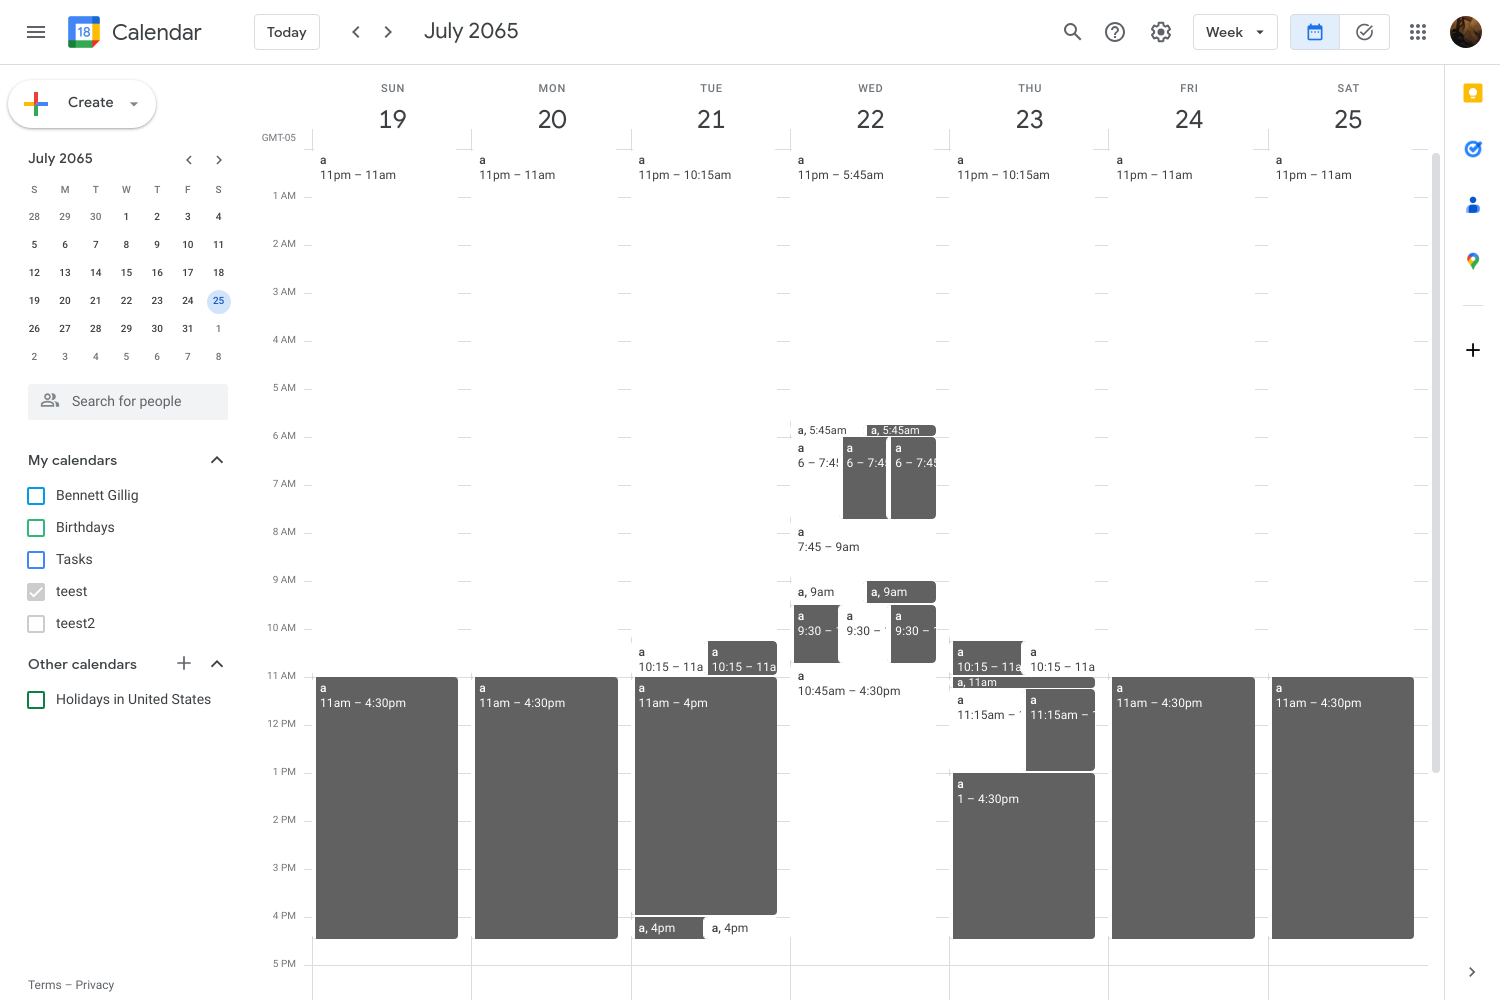 18 Calendar Today July 2065 Week
Create
July 2065
S M T W T F S
28 29 30 1 2 3 4
5 6 7 8 9 10 11
12 13 14 15 16 17 18
19 20 21 22 23 24 25
26 27 28 29 30 31 1
2 3 4 5 6 7 8
Search for people
My calendars
Bennett Gillig
Birthdays
Tasks
teest
teest2
Other calendars
Holidays in United States
Terms – Privacy
SUN MON TUE WED THU FRI SAT
19 20 21 22 23 24 25
GMT-05
a a a a a a a
11pm – 11am 11pm – 11am 11pm – 10:15am 11pm – 5:45am 11pm – 10:15am 11pm – 11am 11pm – 11am
1 AM
2 AM
3 AM
4 AM
5 AM
a, 5:45am a, 5:45am
6 AM
a a a
6 – 7:45 6 – 7:45 6 – 7:45
7 AM
8 AM a
7:45 – 9am
9 AM
a, 9am a, 9am
a a a
10 AM 9:30 – 9:30 – 9:30 –
a a a a
10:15 – 11a 10:15 – 11a 10:15 – 11a 10:15 – 11a
11 AM a
a, 11am
a a a a a
10:45am – 4:30pm
11am – 4:30pm 11am – 4:30pm 11am – 4pm 11am – 4:30pm 11am – 4:30pm
a a
11:15am – 11:15am –
12 PM
1 PM
a
1 – 4:30pm
2 PM
3 PM
4 PM
a, 4pm a, 4pm
5 PM